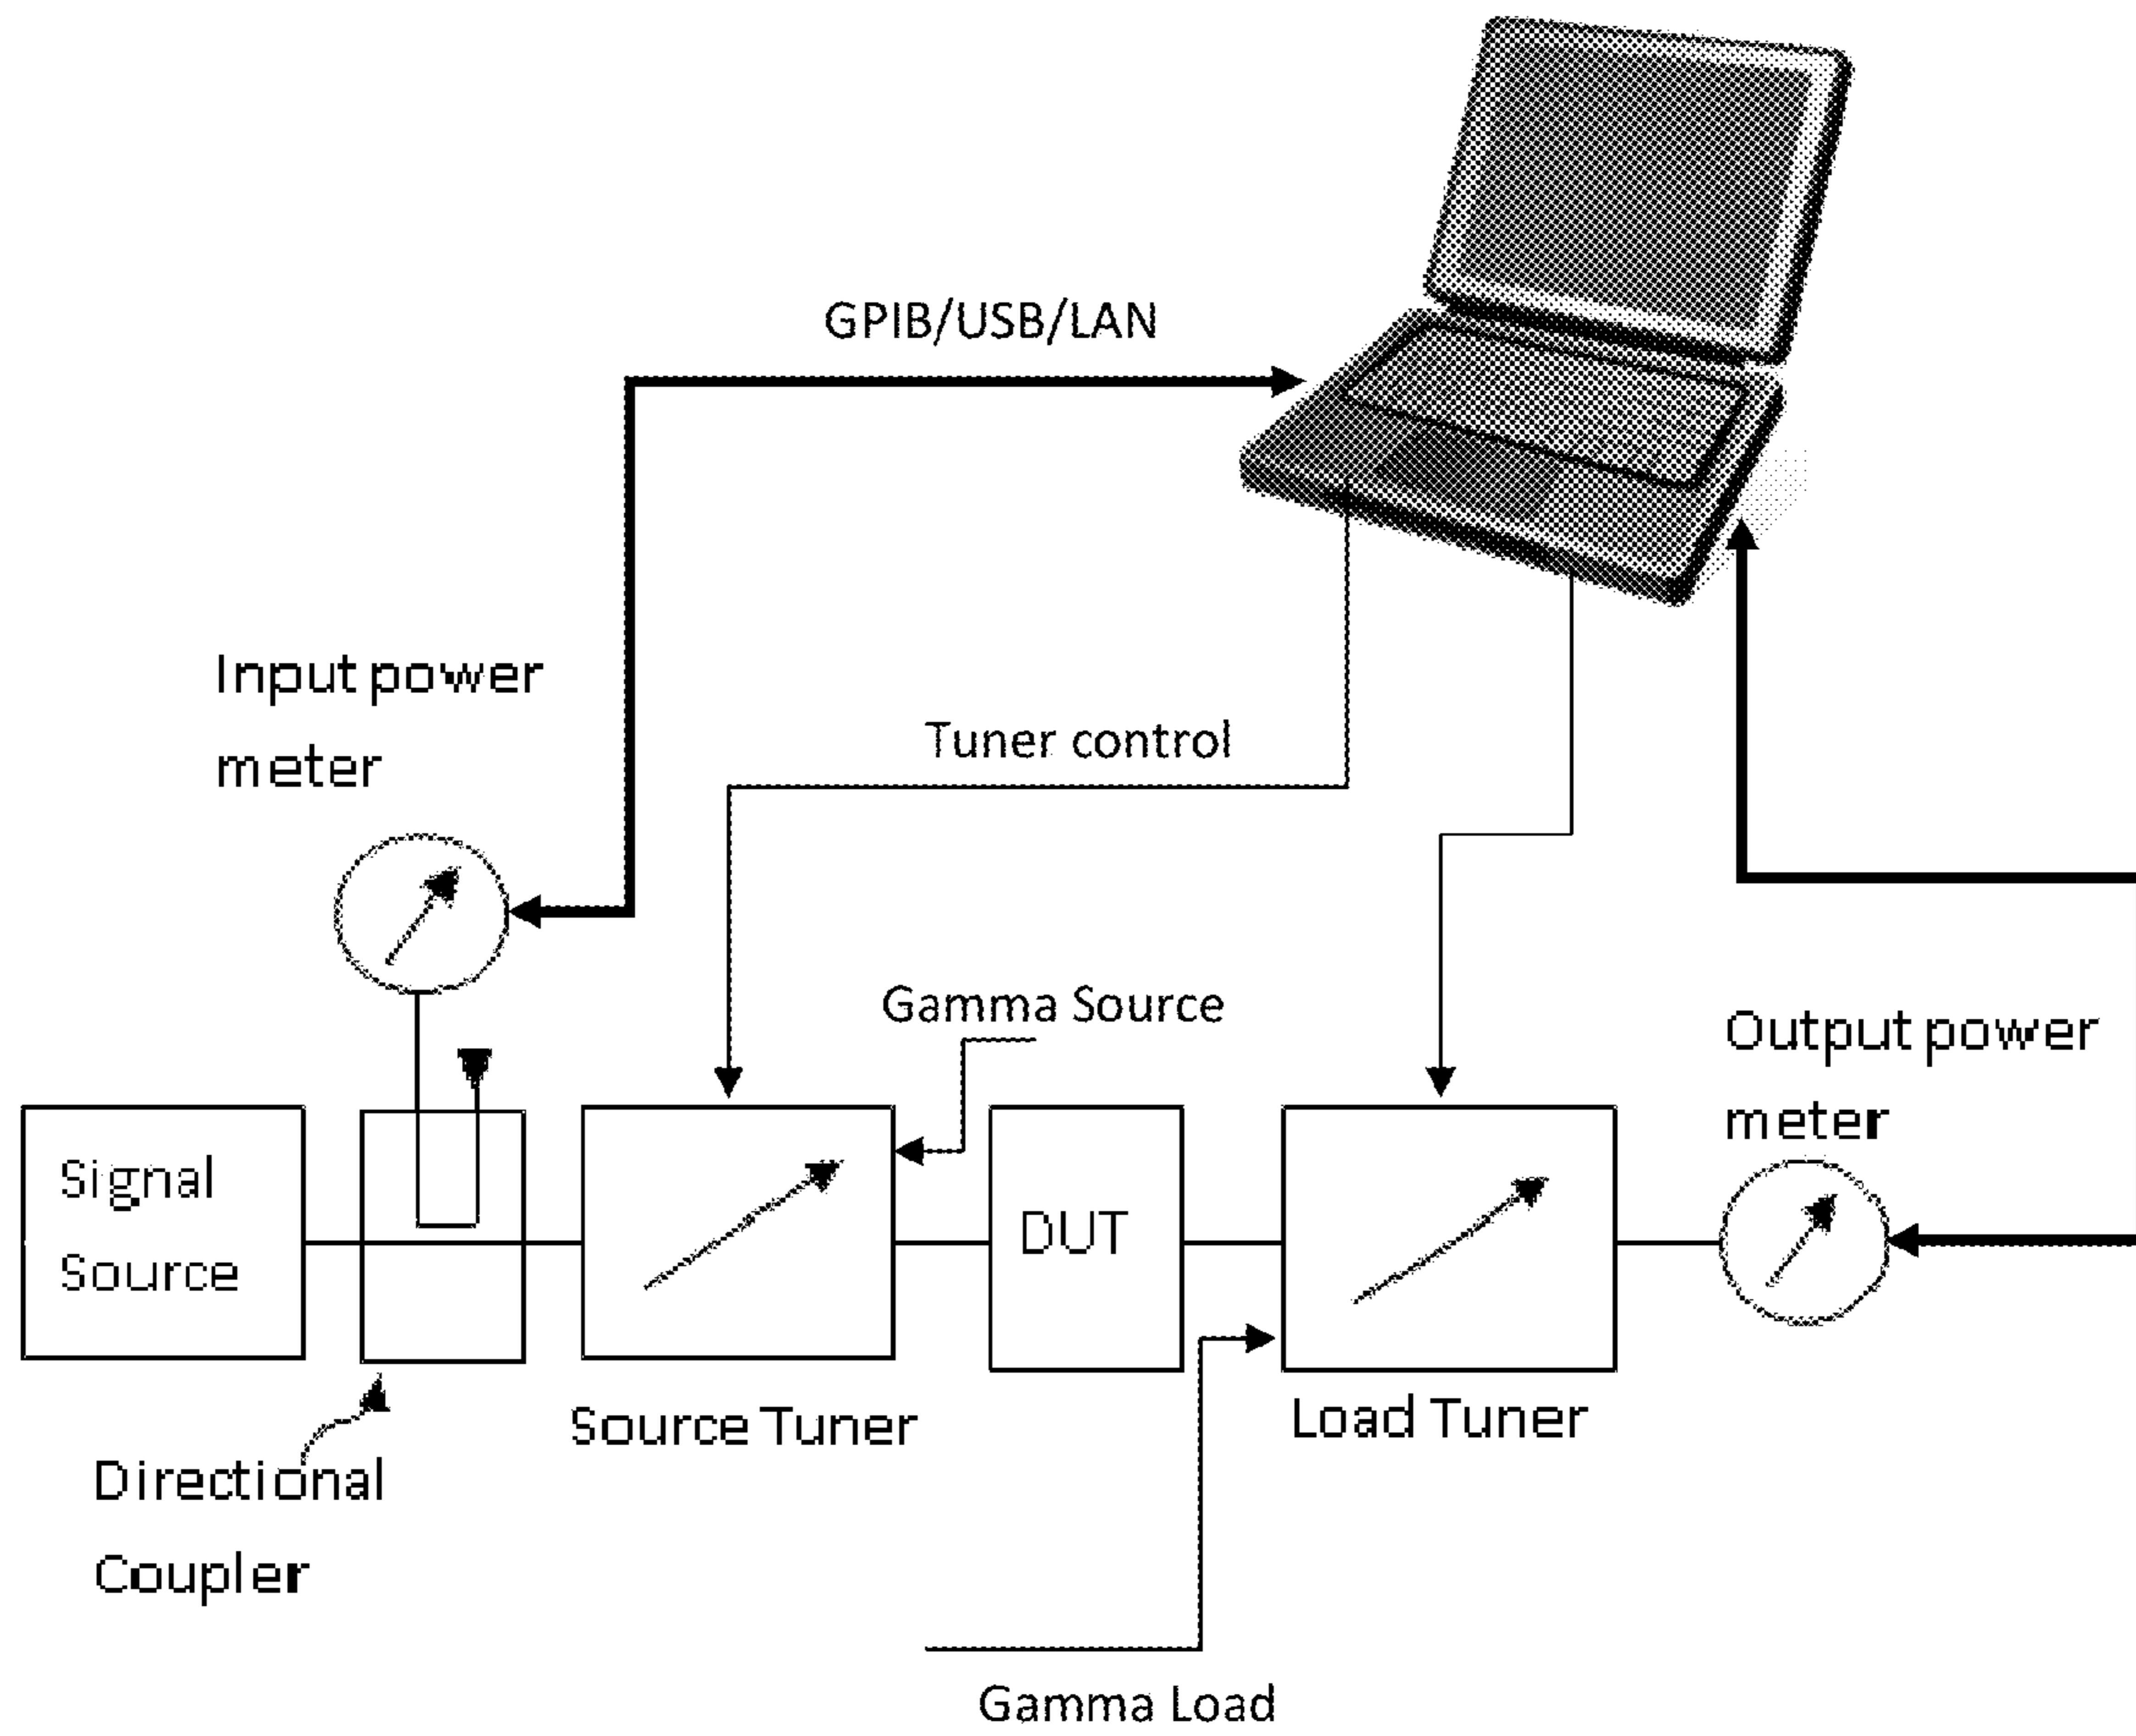 GPIB/USB/LAN
Input power
meter
Tuner control
Gamma Source
Output power
meter
Signal
Source
DUT
Source Tuner
Load Tuner
Directional
Coupler
Gamma Load